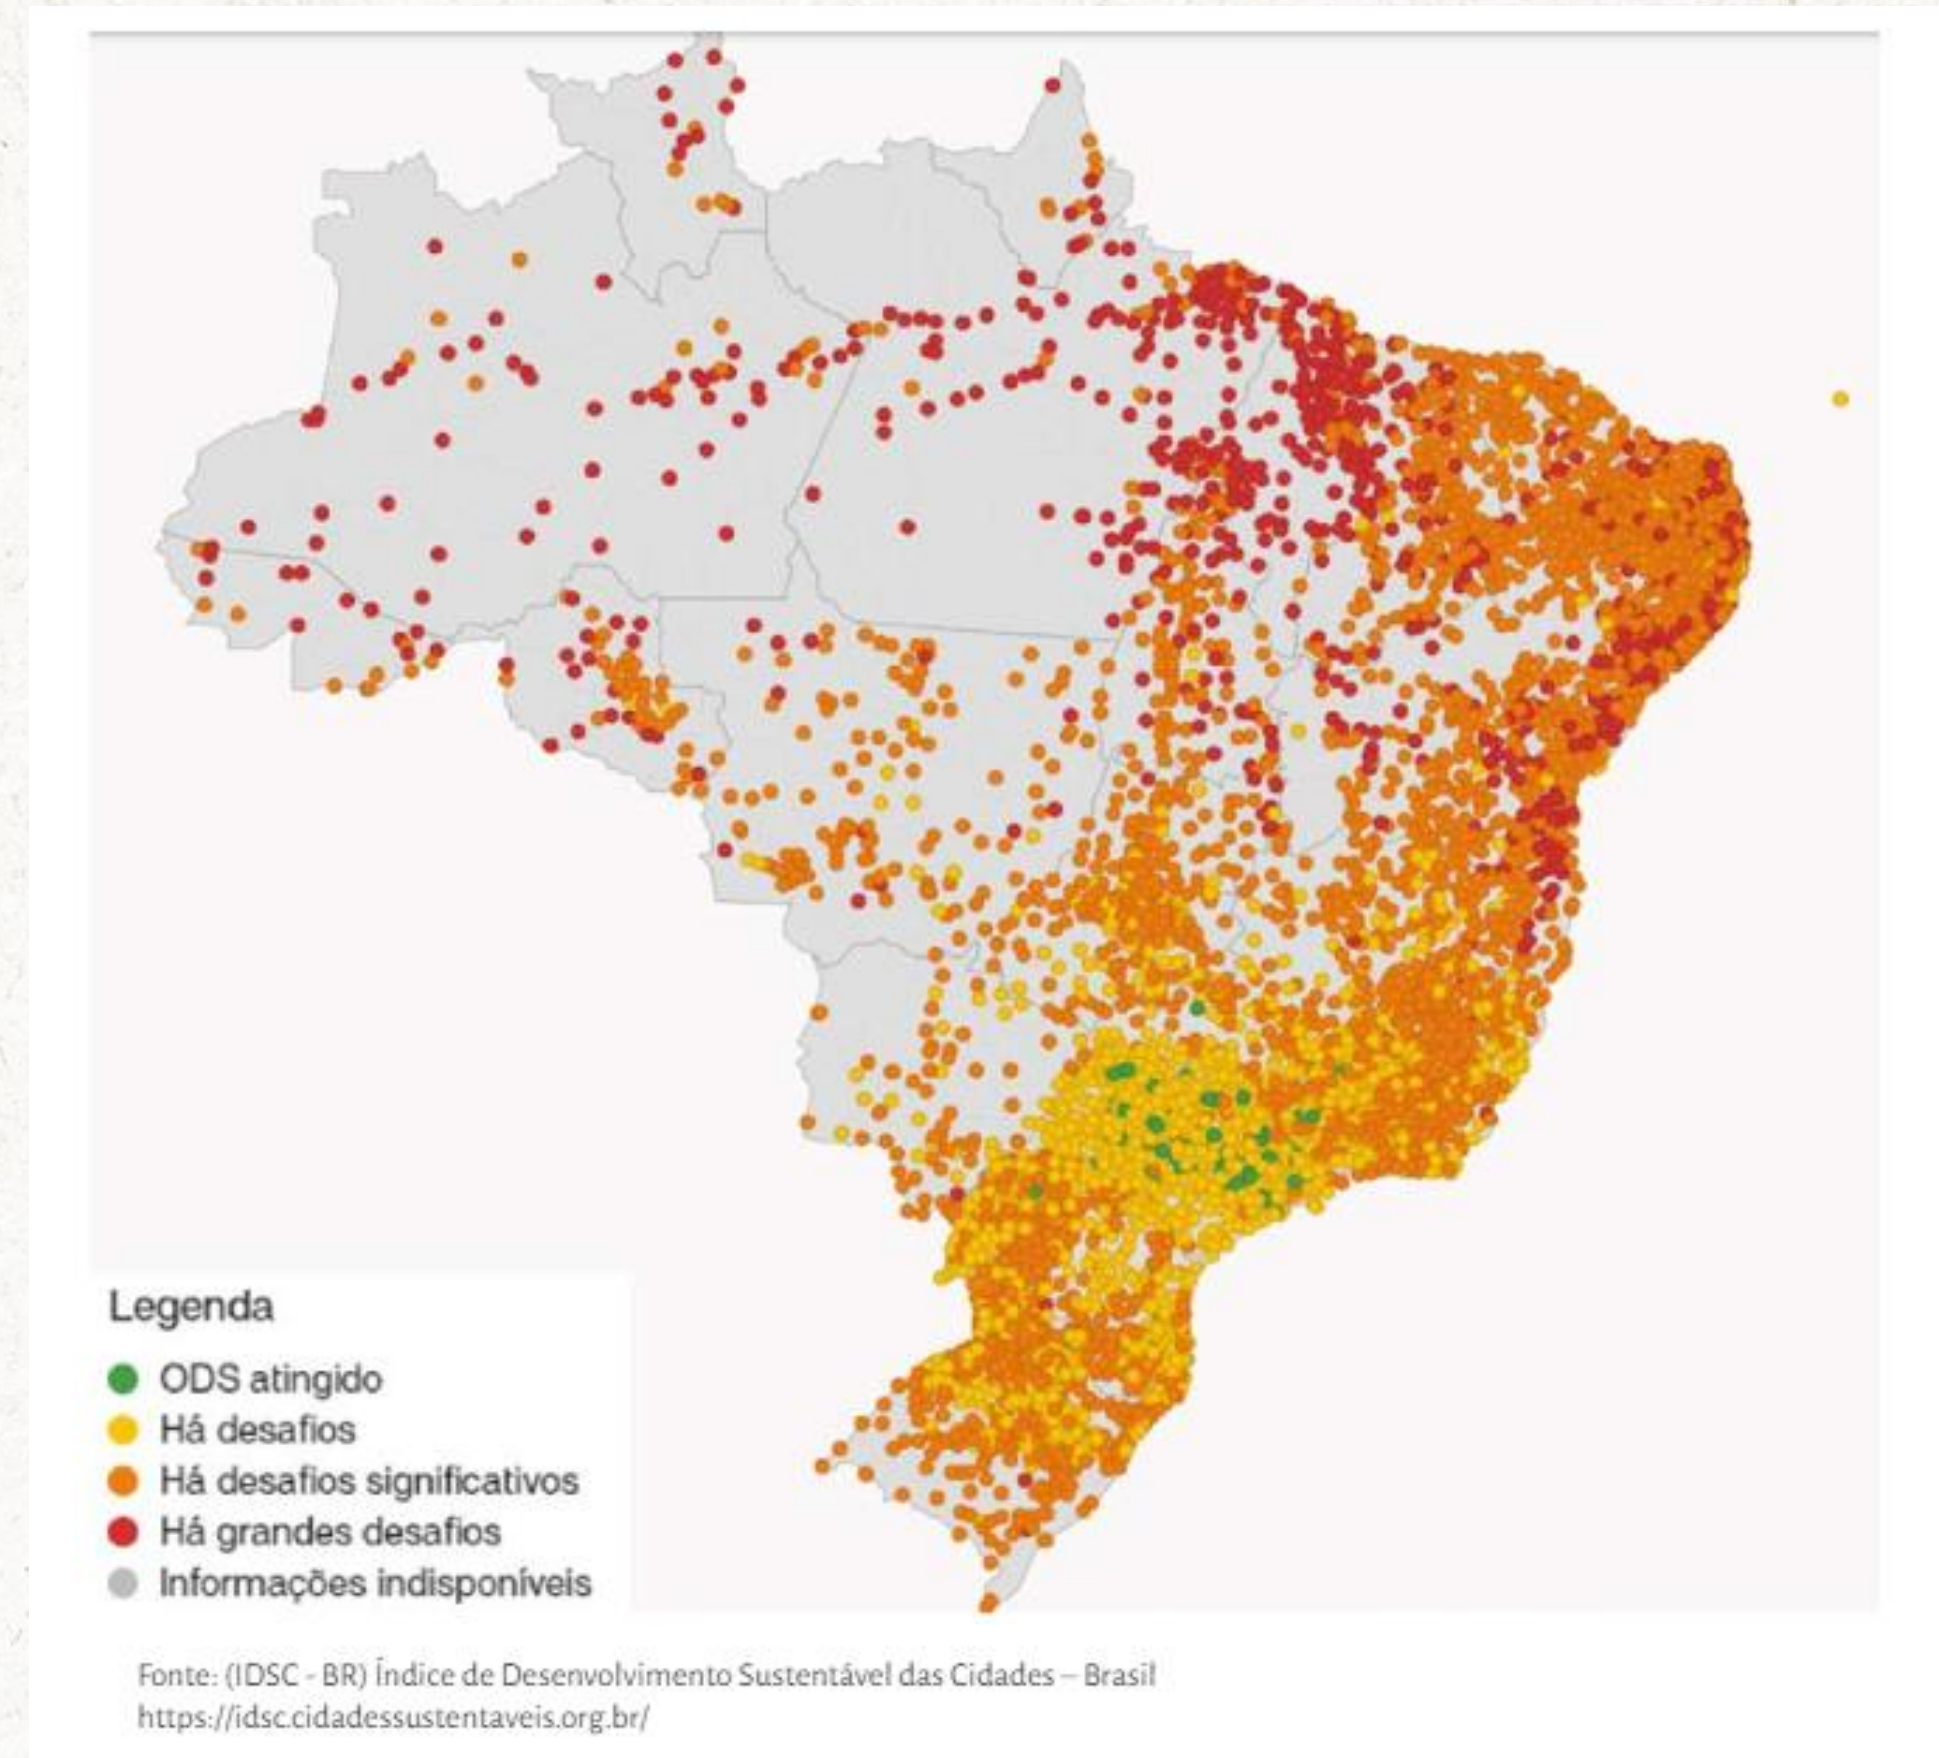 Legenda
ODS atingido
Há desafios
Há desafios significativos
Há grandes desafios
Informações indisponíveis
Fonte: (IDSC - BR) Índice de Desenvolvimento Sustentável das Cidades – Brasil
https://idsc.cidadessustentaveis.org.br/